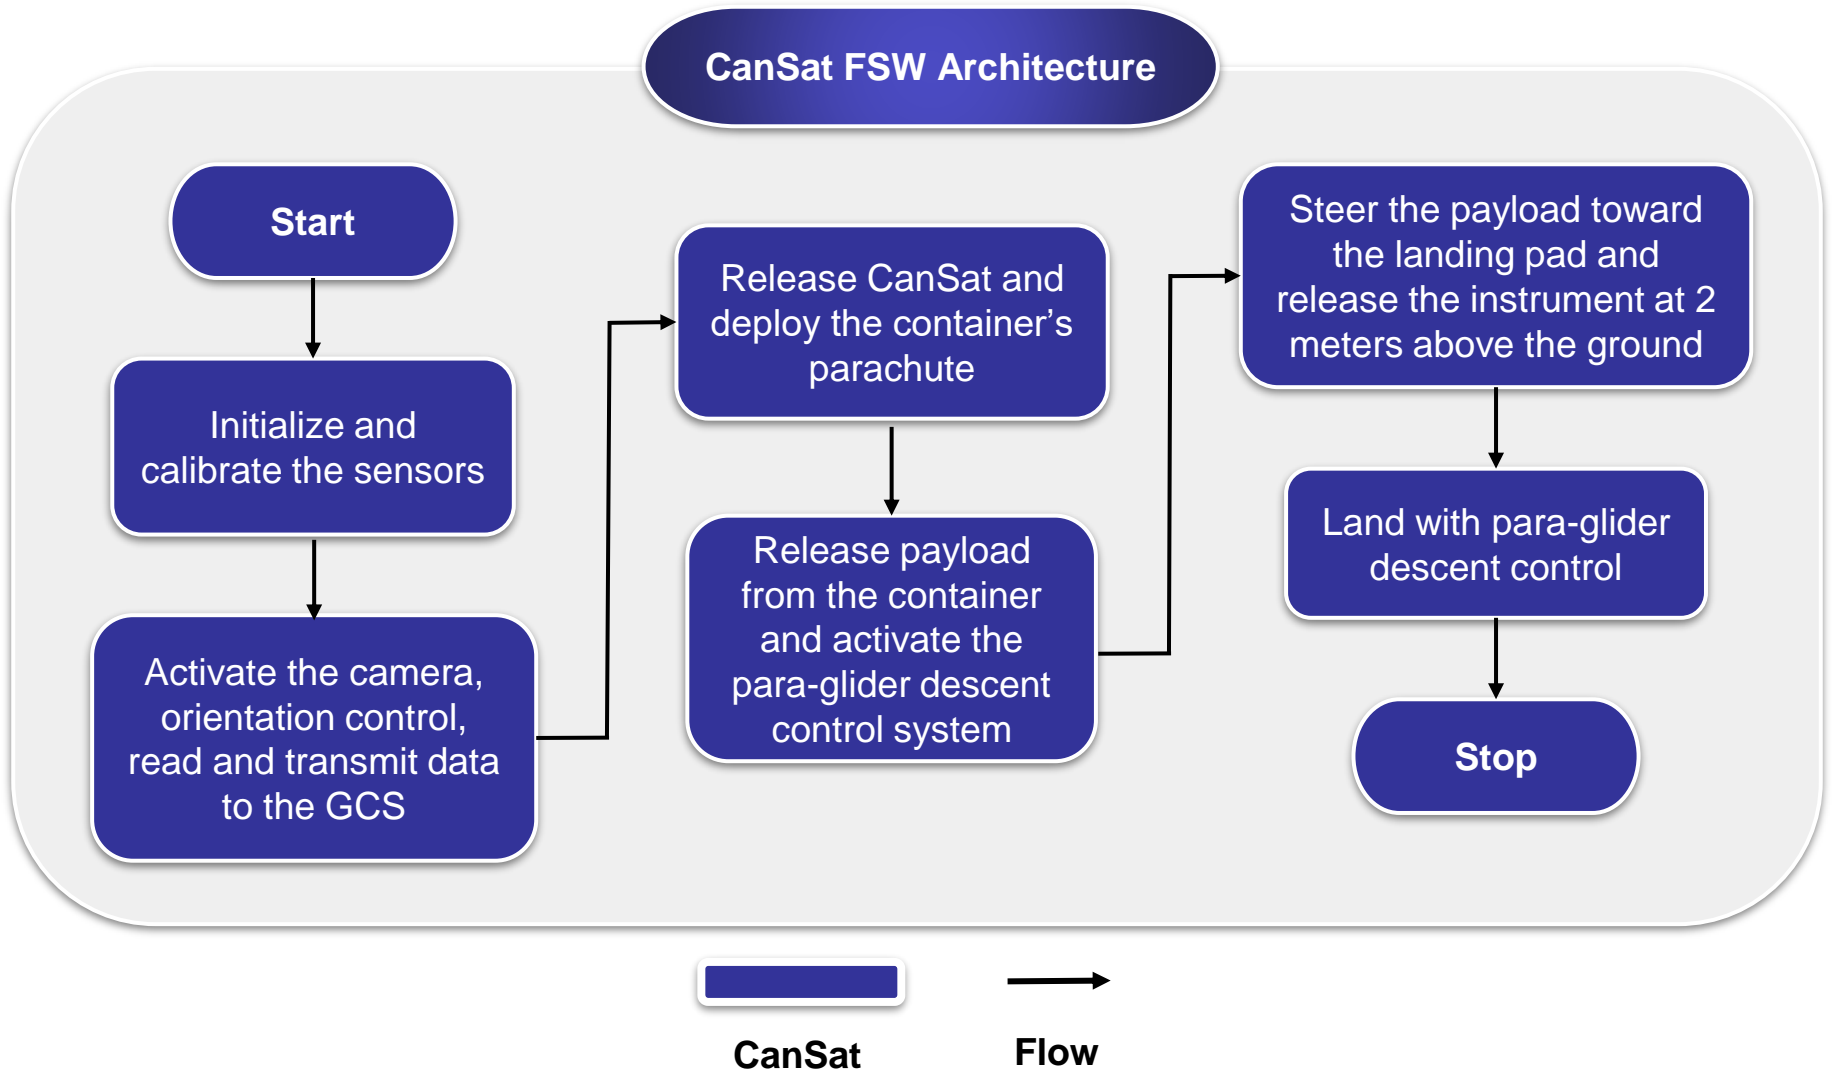 CanSat FSW Architecture
Start
Initialize and
calibrate the sensors
Activate the camera,
orientation control,
read and transmit data
to the GCS
Release CanSat and
deploy the container’s
parachute
Release payload
from the container
and activate the
para-glider descent
control system
Steer the payload toward
the landing pad and
release the instrument at 2
meters above the ground
Land with para-glider
descent control
Stop
CanSat
Flow